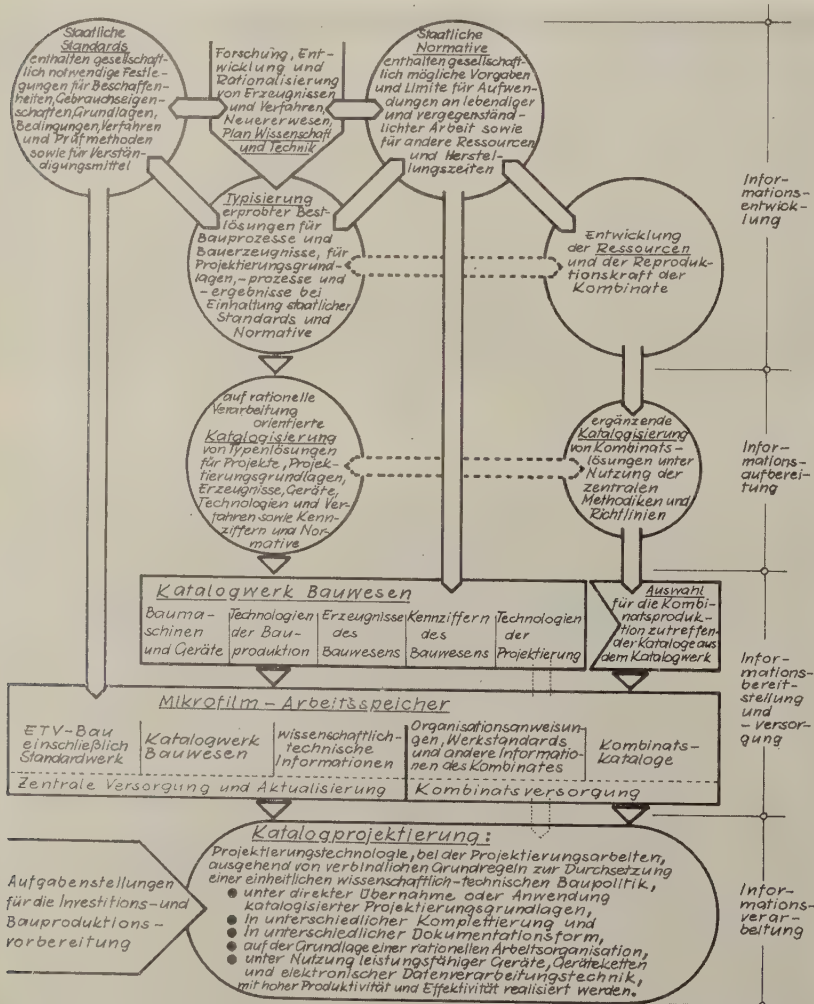 Staatliche
Standards
enthalten gesellschaft-
lich notwendige Festle-
gungen für Beschaffen-
heiten, Gebrauchseigen-
schaften, Grundlagen,
Bedingungen, Verfahren
und Prüfmethoden
sowie für Verstän-
digungsmittel
Forschung, Ent-
wicklung und
Rationalisierung
von Erzeugnissen
und Verfahren,
Neuererwesen,
Plan Wissenschaft
und Technik
Staatliche
Normative
enthalten gesellschaft-
lich mögliche Vorgaben
und Limite für Aufwen-
dungen an lebendiger
und vergegenständ-
lichter Arbeit sowie
für andere Ressourcen
und Herstel-
lungszeiten
Infor-
mations-
entwick-
lung
Typisierung
erprobter Best-
lösungen für
Bauprozesse und
Bauerzeugnisse, für
Projektierungsgrund-
lagen, -prozesse und
-ergebnisse bei
Einhaltung staatlicher
Standards und
Normative
Entwicklung
der Ressourcen
und der Reproduk-
tionskraft der
Kombinate
auf rationelle
Verarbeitung
orientierte
Katalogisierung
von Typenlösungen
für Projekte, Projek-
tierungsgrundlagen,
Erzeugnisse, Geräte,
Technologien und Ver-
fahren sowie Kenn-
ziffern und Nor-
mative
ergänzende
Katalogisierung
von Kombinats-
lösungen unter
Nutzung der
zentralen
Methodiken und
Richtlinien
Infor-
mations-
aufberei-
tung
Katalogwerk Bauwesen
Bauma-
schinen
und Geräte
Technologien
der Bau-
produktion
Erzeugnisse
des
Bauwesens
Kennziffern
des
Bauwesens
Technologien
der
Projektierung
Auswahl
für die Kombi-
natsproduk-
tion zutreffen-
der Kataloge aus
dem Katalogwerk
Infor-
mations-
bereit-
stellung
und
-versor-
gung
Mikrofilm-Arbeitsspeicher
ETV-Bau
einschließlich
Standardwerk
Katalogwerk
Bauwesen
wissenschaftlich-
technische
Informationen
Organisationsanweisun-
gen, Werkstandards
und andere Informatio-
nen des Kombinates
Kombinats-
kataloge
Zentrale Versorgung und Aktualisierung
Kombinatsversorgung
Aufgabenstellungen
für die Investitions- und
Bauproduktions-
vorbereitung
Katalogprojektierung:
Projektierungstechnologie, bei der Projektierungsarbeiten,
ausgehend von verbindlichen Grundregeln zur Durchsetzung
einer einheitlichen wissenschaftlich-technischen Baupolitik,
● unter direkter Übernahme oder Anwendung
katalogisierter Projektierungsgrundlagen,
● In unterschiedlicher Komplettierung und
● In unterschiedlicher Dokumentationsform,
● auf der Grundlage einer rationellen Arbeitsorganisation,
● unter Nutzung leistungsfähiger Geräte, Geräteketten
und elektronischer Datenverarbeitungstechnik,
mit hoher Produktivität und Effektivität realisiert werden.
Infor-
mations-
verar-
beitung